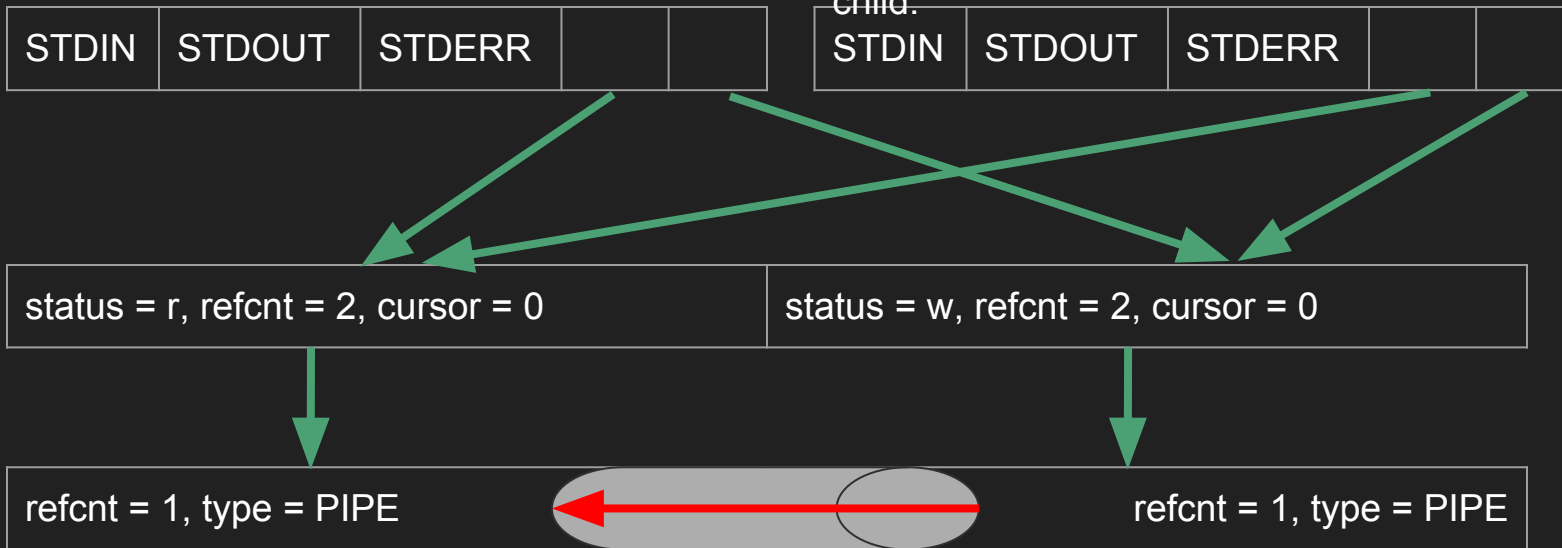 child:
STDIN STDOUT STDERR STDIN STDOUT STDERR
status = r, refcnt = 2, cursor = 0 status = w, refcnt = 2, cursor = 0
refcnt = 1, type = PIPE refcnt = 1, type = PIPE